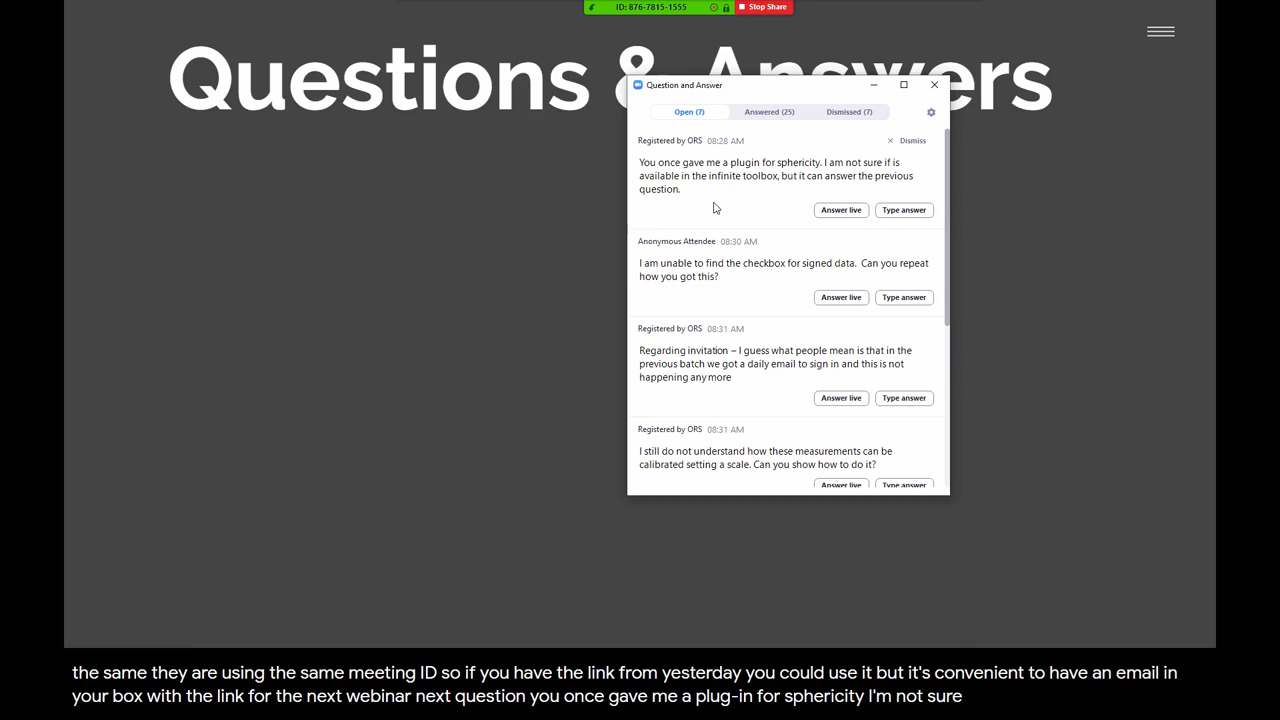 ID: 876-7815-1555
Stop Share
Questions & Answers
Question and Answer
Open (7)
Answered (25)
Dismissed (7)
Registered by ORS 08:28 AM
Dismiss
You once gave me a plugin for sphericity. I am not sure if is
available in the infinite toolbox, but it can answer the previous
question.
Answer live
Type answer
Anonymous Attendee 08:30 AM
I am unable to find the checkbox for signed data. Can you repeat
how you got this?
Answer live
Type answer
Registered by ORS 08:31 AM
Regarding invitation – I guess what people mean is that in the
previous batch we got a daily email to sign in and this is not
happening any more
Answer live
Type answer
Registered by ORS 08:31 AM
I still do not understand how these measurements can be
calibrated setting a scale. Can you show how to do it?
Answer live
Type answer
the same they are using the same meeting ID so if you have the link from yesterday you could use it but it's convenient to have an email in
your box with the link for the next webinar next question you once gave me a plug-in for sphericity I'm not sure